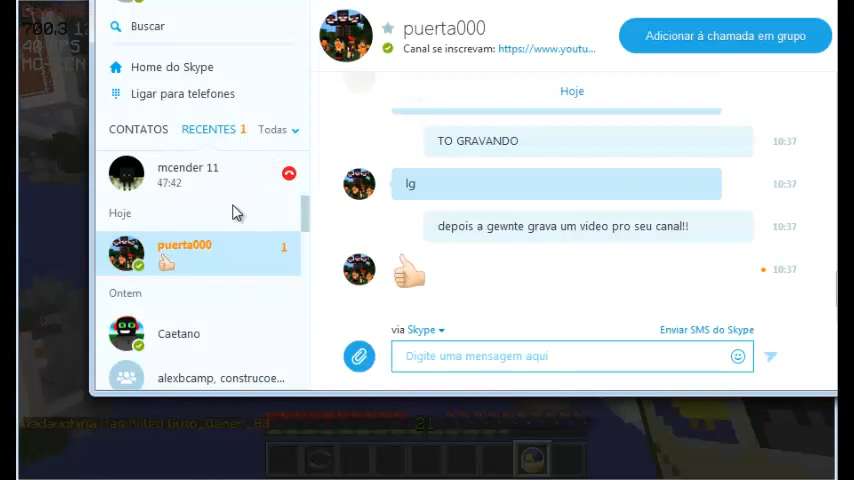 Buscar
Home do Skype
Ligar para telefones
CONTATOS RECENTES 1 Todas
mcender 11
47:42
Hoje
puerta000 1
Ontem
Caetano
alexbcamp, construcoe...
puerta000
Canal se inscrevam: https://www.youtu...
Adicionar à chamada em grupo
Hoje
TO GRAVANDO 10:37
lg 10:37
depois a gewnte grava um video pro seu canal!! 10:37
10:37
via Skype
Enviar SMS do Skype
Digite uma mensagem aqui
21